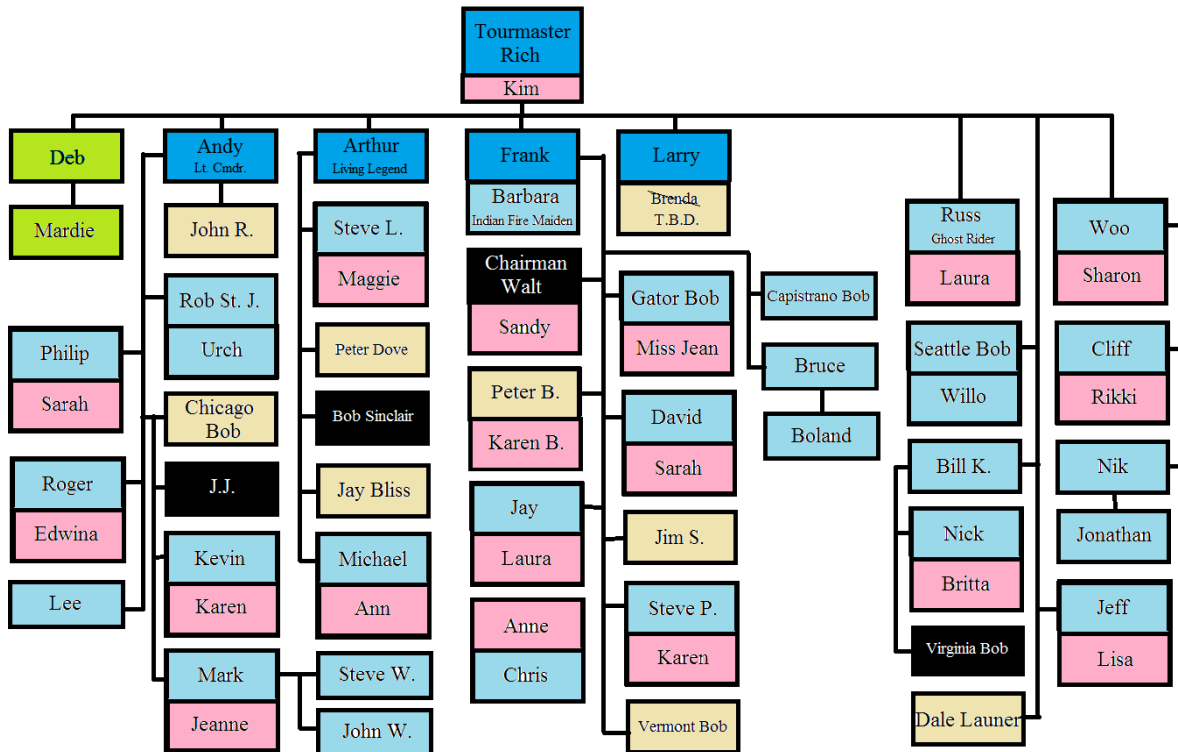 Tourmaster
Rich
Kim
Deb
Mardie
Andy
Lt. Cmdr.
John R.
Rob St. J.
Urch
Philip
Sarah
Chicago
Bob
Roger
Edwina
J.J.
Kevin
Karen
Lee
Mark
Jeanne
Steve W.
John W.
Arthur
Living Legend
Steve L.
Maggie
Peter Dove
Bob Sinclair
Jay Bliss
Michael
Ann
Frank
Barbara
Indian Fire Maiden
Chairman
Walt
Sandy
Peter B.
Karen B.
Jay
Laura
Anne
Chris
Larry
Brenda
T.B.D.
Gator Bob
Miss Jean
David
Sarah
Jim S.
Steve P.
Karen
Vermont Bob
Capistrano Bob
Bruce
Boland
Russ
Ghost Rider
Laura
Seattle Bob
Willo
Bill K.
Nick
Britta
Virginia Bob
Dale Launer
Woo
Sharon
Cliff
Rikki
Nik
Jonathan
Jeff
Lisa